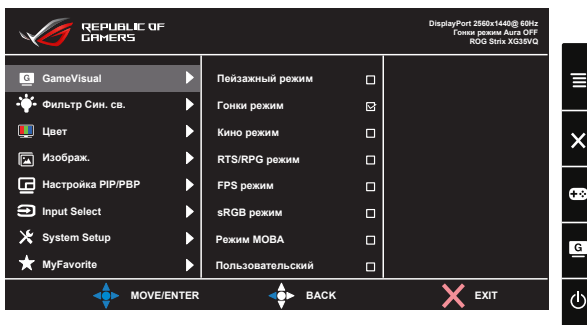 REPUBLIC OF
GAMERS
DisplayPort 2560x1440@ 60Hz
Гонки режим Aura OFF
ROG Strix XG35VQ
G GameVisual
Фильтр Син. св.
Цвет
Изображ.
Настройка PIP/PBP
Input Select
System Setup
MyFavorite
Пейзажный режим
Гонки режим
Кино режим
RTS/RPG режим
FPS режим
sRGB режим
Режим MOBA
Пользовательский
MOVE/ENTER
BACK
EXIT
G